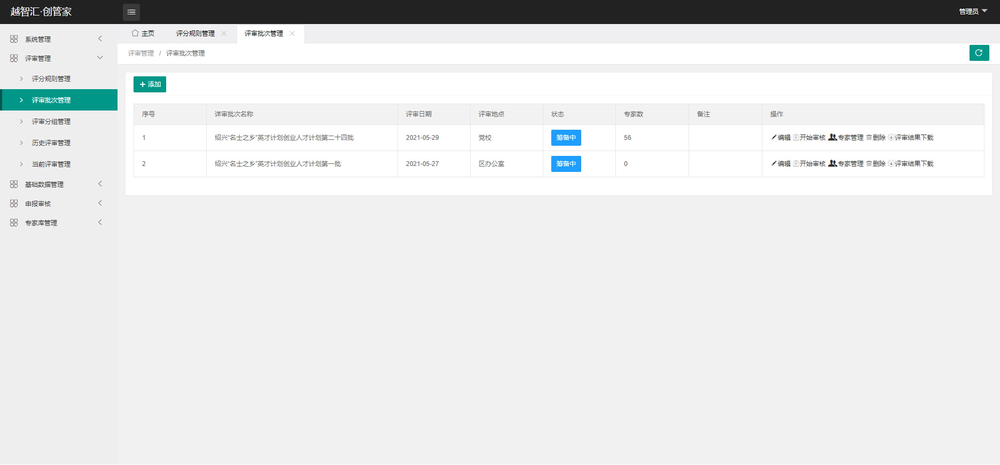 越智汇·创管家
管理员
系统管理
评审管理
评分规则管理
评审批次管理
评审分组管理
历史评审管理
当前评审管理
基础数据管理
申报审核
专家库管理
主页 评分规则管理 评审批次管理
评审管理 / 评审批次管理
添加
序号 详审批次名称 评审日期 评审地点 状态 专家数 备注 操作
1 绍兴“名士之乡”英才计划创业人才计划第二十四批 2021-05-29 党校 筹备中 56 编辑 开始审核 专家管理 删除 评审结果下载
2 绍兴“名士之乡”英才计划创业人才计划第一批 2021-05-27 区办公室 筹备中 0 编辑 开始审核 专家管理 删除 评审结果下载